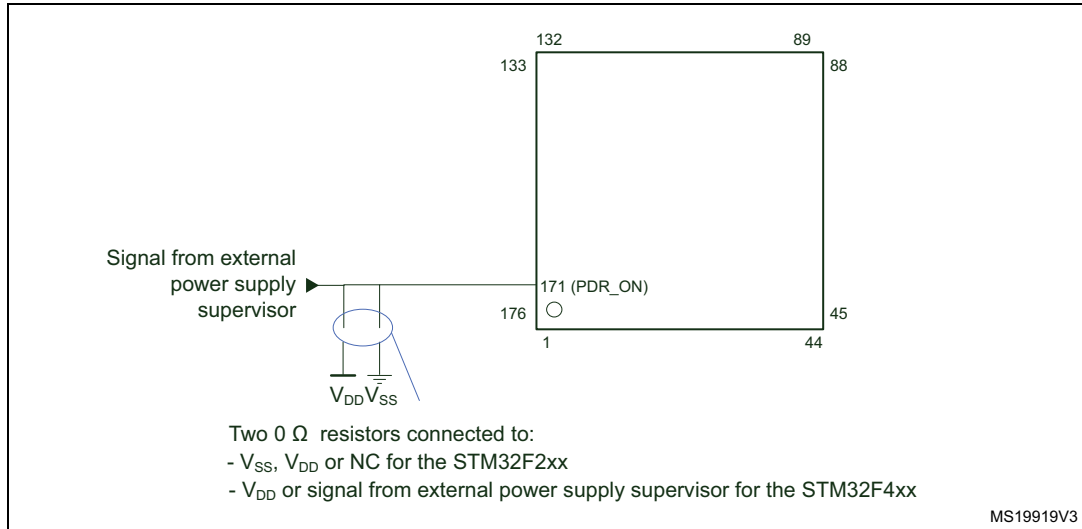 132
89
133
88
Signal from external
power supply
supervisor
171 (PDR_ON)
176
45
1
44
VDD VSS
Two 0 Ω resistors connected to:
- VSS, VDD or NC for the STM32F2xx
- VDD or signal from external power supply supervisor for the STM32F4xx
MS19919V3